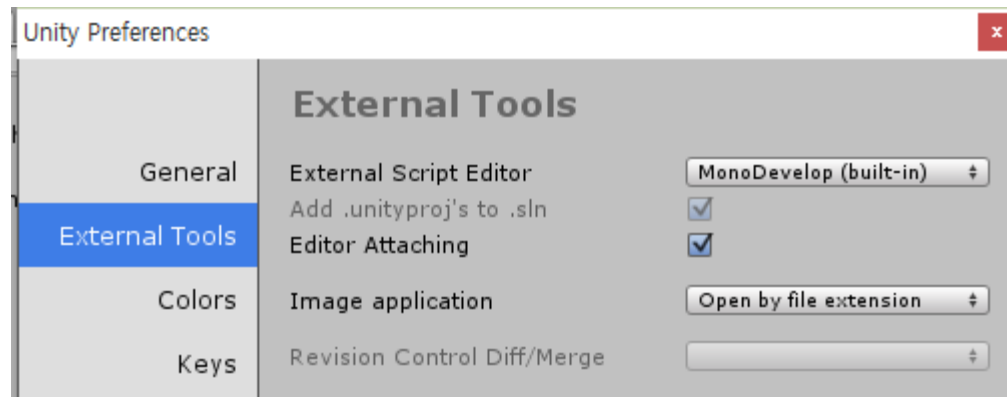 Unity Preferences
x
External Tools
General
External Tools
Colors
Keys
External Script Editor MonoDevelop (built-in)
Add .unityproj's to .sln
Editor Attaching
Image application Open by file extension
Revision Control Diff/Merge